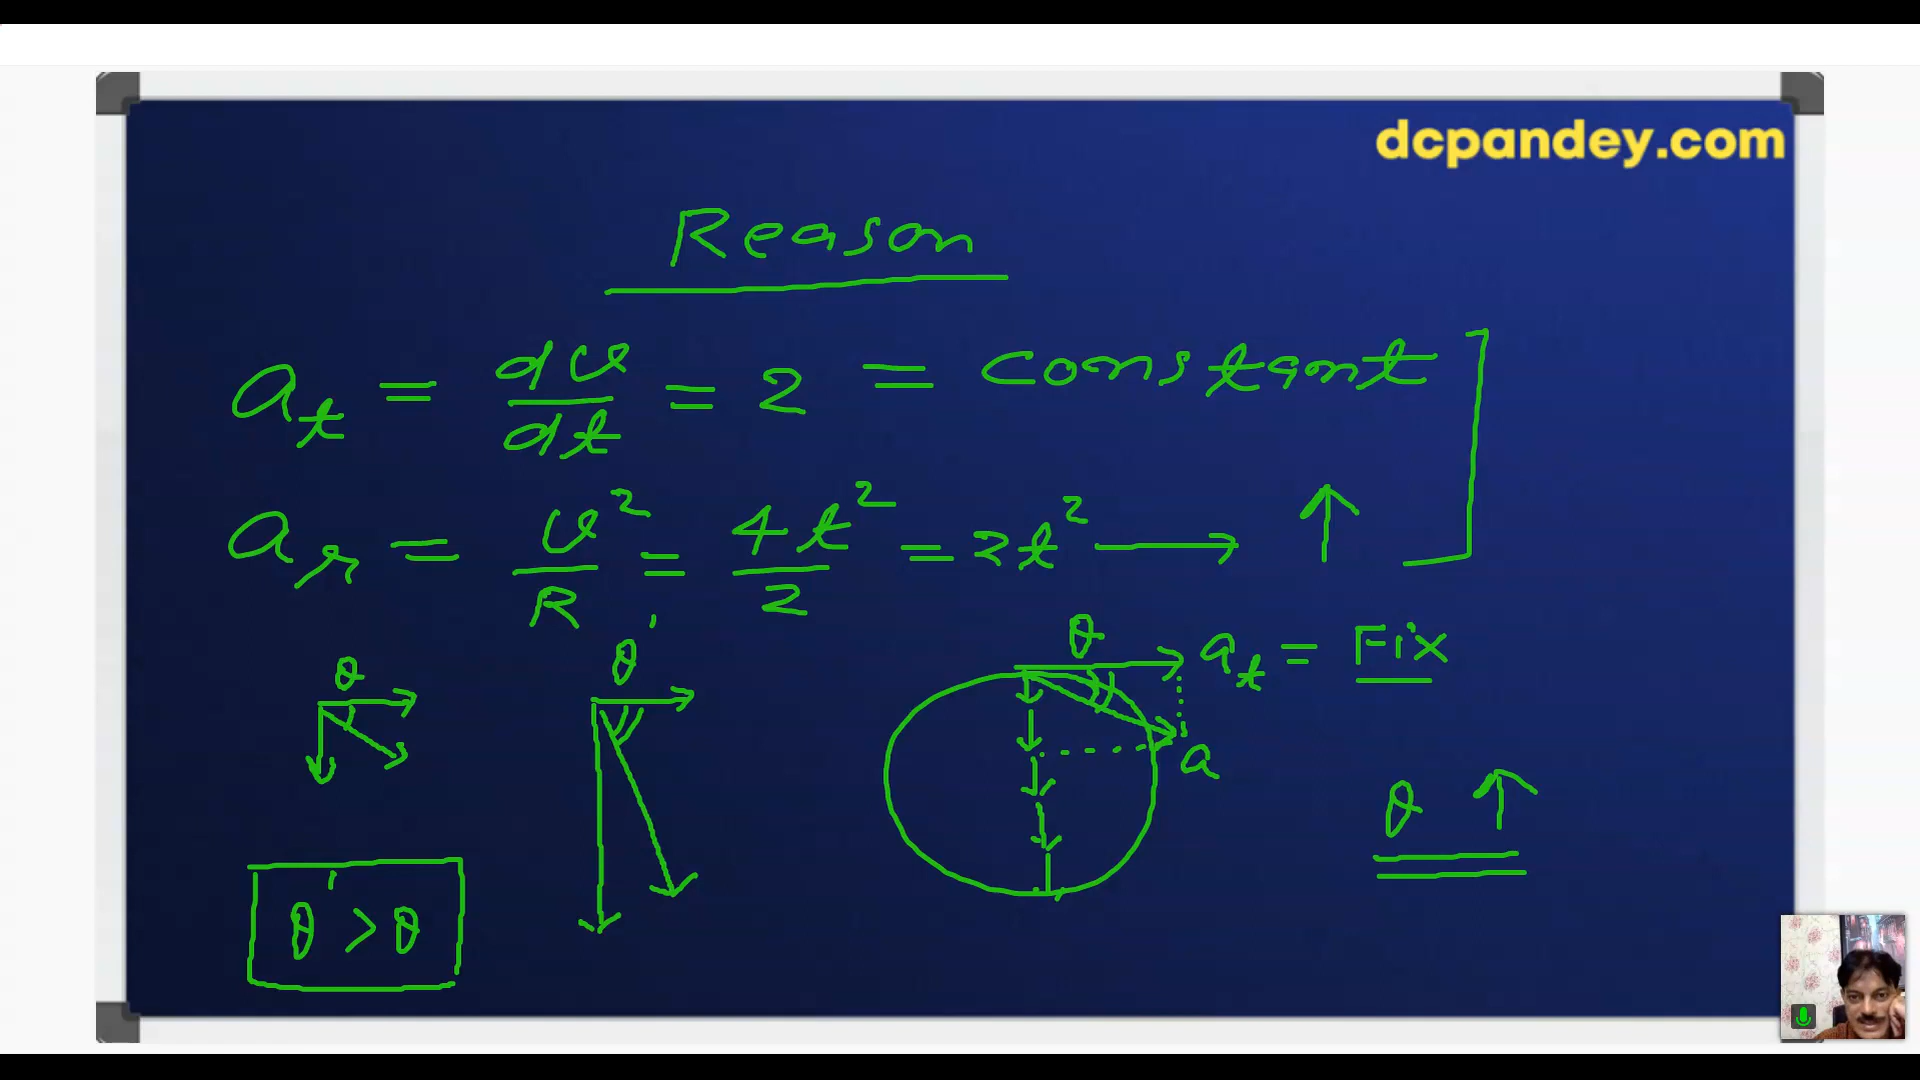 dcpandey.com
Reason
a_t = dv/dt = 2 = constant
a_r = v²/R = 4t²/2 = 2t² → ↑
θ θ' θ a_t = Fix
a
θ ↑
θ' > θ